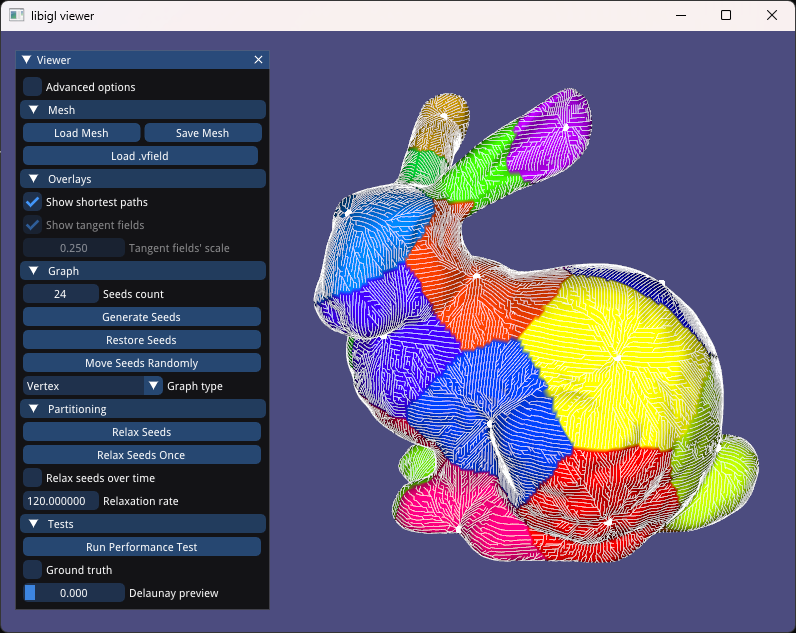 libigl viewer
Viewer
Advanced options
Mesh
Load Mesh Save Mesh
Load .vfield
Overlays
Show shortest paths
Show tangent fields
0.250 Tangent fields' scale
Graph
24 Seeds count
Generate Seeds
Restore Seeds
Move Seeds Randomly
Vertex Graph type
Partitioning
Relax Seeds
Relax Seeds Once
Relax seeds over time
120.000000 Relaxation rate
Tests
Run Performance Test
Ground truth
0.000 Delaunay preview